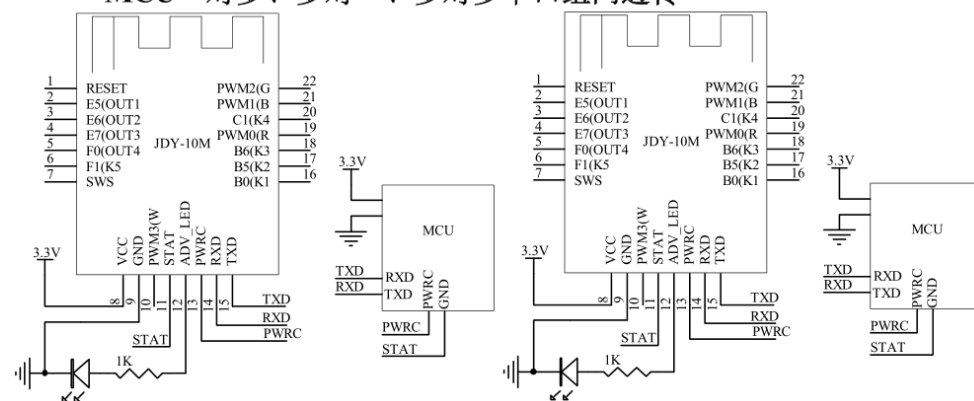 MCU
1 RESET PWM2(G 22
2 E5(OUT1 PWM1(B 21
3 E6(OUT2 C1(K4 20
4 E7(OUT3 PWM0(R 19
JDY-10M
5 F0(OUT4 B6(K3 18
6 F1(K5 B5(K2 17
7 SWS B0(K1 16
VCC GND PWM3(W STAT ADV_LED PWRC RXD TXD
8 9 10 11 12 13 14 15
3.3V
TXD
RXD
PWRC
STAT
1K
3.3V
MCU
TXD RXD
RXD TXD
PWRC GND
PWRC
STAT
1 RESET PWM2(G 22
2 E5(OUT1 PWM1(B 21
3 E6(OUT2 C1(K4 20
4 E7(OUT3 PWM0(R 19
JDY-10M
5 F0(OUT4 B6(K3 18
6 F1(K5 B5(K2 17
7 SWS B0(K1 16
VCC GND PWM3(W STAT ADV_LED PWRC RXD TXD
8 9 10 11 12 13 14 15
3.3V
TXD
RXD
PWRC
STAT
1K
3.3V
MCU
TXD RXD
RXD TXD
PWRC GND
PWRC
STAT